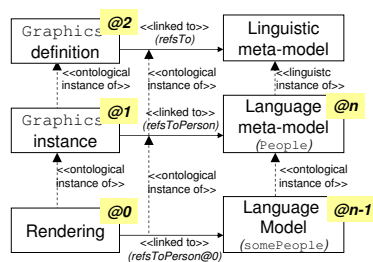 @2
Graphics
definition
<<linked to>>
(refsTo)
Linguistic
meta-model
<<ontological
instance of>>
<<ontological
instance of>>
<<linguistc
instance of>>
@1
Graphics
instance
<<linked to>>
(refsToPerson)
Language
meta-model
(People)
@n
<<ontological
instance of>>
<<ontological
instance of>>
<<ontological
instance of>>
@0
Rendering
<<linked to>>
(refsToPerson@0)
Language
Model
(somePeople)
@n-1